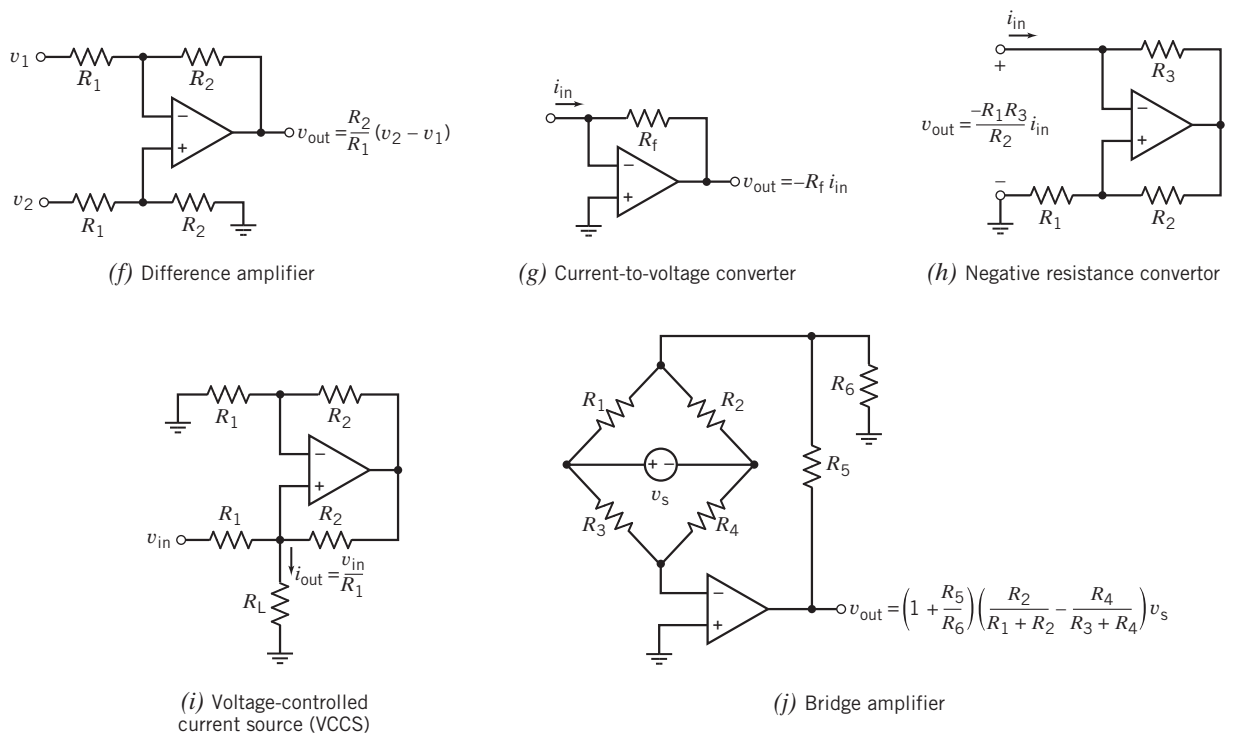 v1
R1
R2
−
+
vout = R2/R1 (v2 − v1)
v2
R1
R2
(f) Difference amplifier
iin
Rf
−
+
vout = −Rf iin
(g) Current-to-voltage converter
iin
+
R3
−
+
vout = −R1R3/R2 iin
−
R1
R2
(h) Negative resistance convertor
R1
R2
−
+
R1
R2
vin
iout = vin/R1
RL
(i) Voltage-controlled
current source (VCCS)
R1
R2
R6
+ −
vs
R5
R3
R4
−
+
vout = (1 + R5/R6) (R2/(R1 + R2) − R4/(R3 + R4)) vs
(j) Bridge amplifier